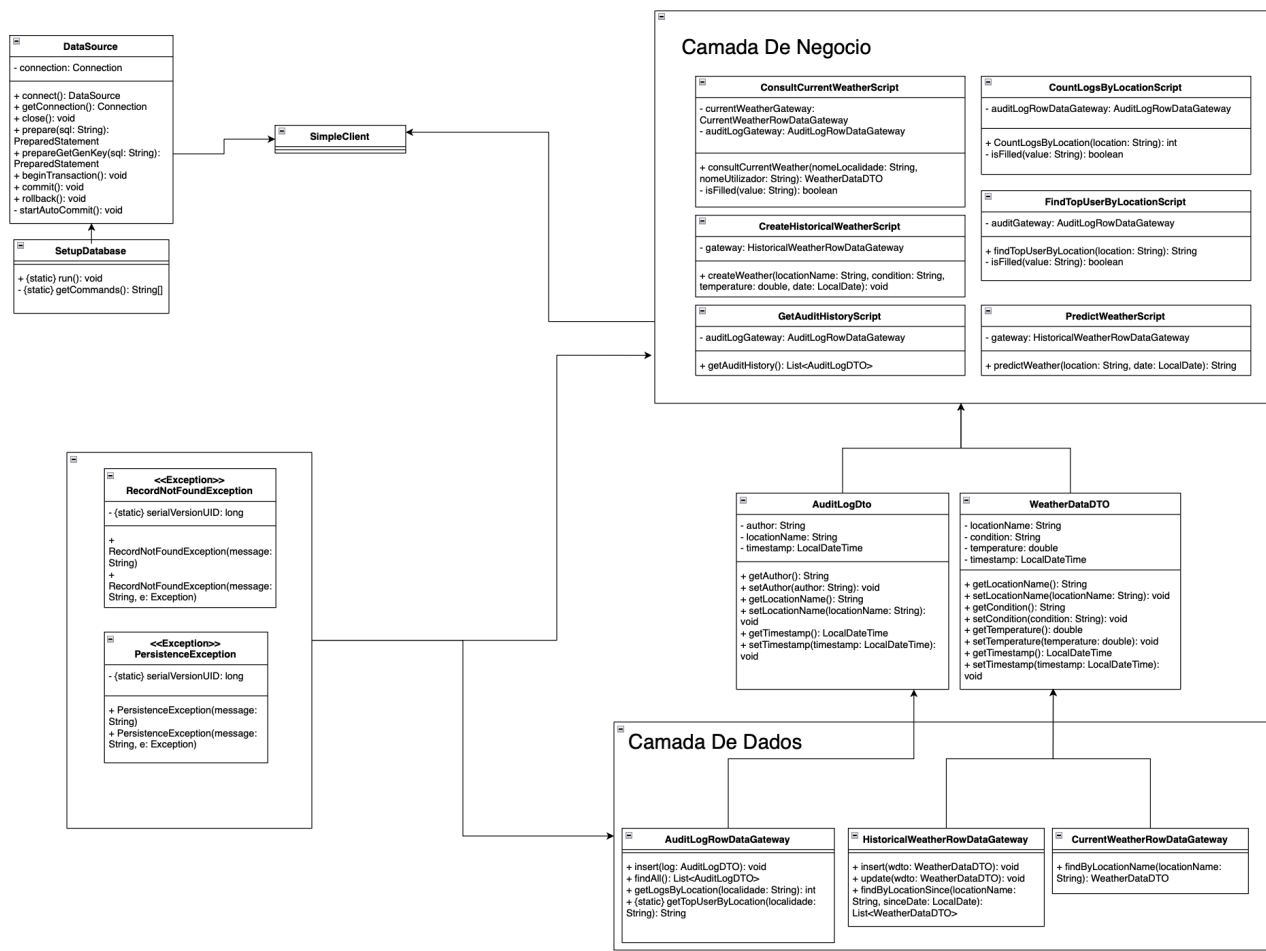 DataSource
- connection: Connection
+ connect(): DataSource
+ getConnection(): Connection
+ close(): void
+ prepare(sql: String):
PreparedStatement
+ prepareGetGenKey(sql: String):
PreparedStatement
+ beginTransaction(): void
+ commit(): void
+ rollback(): void
- startAutoCommit(): void
SetupDatabase
+ {static} run(): void
- {static} getCommands(): String[]
SimpleClient
Camada De Negocio
ConsultCurrentWeatherScript
- currentWeatherGateway:
CurrentWeatherRowDataGateway
- auditLogGateway: AuditLogRowDataGateway
+ consultCurrentWeather(nomeLocalidade: String,
nomeUtilizador: String): WeatherDataDTO
- isFilled(value: String): boolean
CountLogsByLocationScript
- auditLogRowDataGateway: AuditLogRowDataGateway
+ CountLogsByLocation(location: String): int
- isFilled(value: String): boolean
CreateHistoricalWeatherScript
- gateway: HistoricalWeatherRowDataGateway
+ createWeather(locationName: String, condition: String,
temperature: double, date: LocalDate): void
FindTopUserByLocationScript
- auditGateway: AuditLogRowDataGateway
+ findTopUserByLocation(location: String): String
- isFilled(value: String): boolean
GetAuditHistoryScript
- auditLogGateway: AuditLogRowDataGateway
+ getAuditHistory(): List<AuditLogDTO>
PredictWeatherScript
- gateway: HistoricalWeatherRowDataGateway
+ predictWeather(location: String, date: LocalDate): String
<<Exception>>
RecordNotFoundException
- {static} serialVersionUID: long
+
RecordNotFoundException(message:
String)
+
RecordNotFoundException(message:
String, e: Exception)
<<Exception>>
PersistenceException
- {static} serialVersionUID: long
+ PersistenceException(message:
String)
+ PersistenceException(message:
String, e: Exception)
AuditLogDto
- author: String
- locationName: String
- timestamp: LocalDateTime
+ getAuthor(): String
+ setAuthor(author: String): void
+ getLocationName(): String
+ setLocationName(locationName: String):
void
+ getTimestamp(): LocalDateTime
+ setTimestamp(timestamp: LocalDateTime):
void
WeatherDataDTO
- locationName: String
- condition: String
- temperature: double
- timestamp: LocalDateTime
+ getLocationName(): String
+ setLocationName(locationName: String): void
+ getCondition(): String
+ setCondition(condition: String): void
+ getTemperature(): double
+ setTemperature(temperature: double): void
+ getTimestamp(): LocalDateTime
+ setTimestamp(timestamp: LocalDateTime):
void
Camada De Dados
AuditLogRowDataGateway
+ insert(log: AuditLogDTO): void
+ findAll(): List<AuditLogDTO>
+ getLogsByLocation(localidade: String): int
+ {static} getTopUserByLocation(localidade:
String): String
HistoricalWeatherRowDataGateway
+ insert(wdto: WeatherDataDTO): void
+ update(wdto: WeatherDataDTO): void
+ findByLocationSince(locationName:
String, sinceDate: LocalDate):
List<WeatherDataDTO>
CurrentWeatherRowDataGateway
+ findByLocationName(locationName:
String): WeatherDataDTO